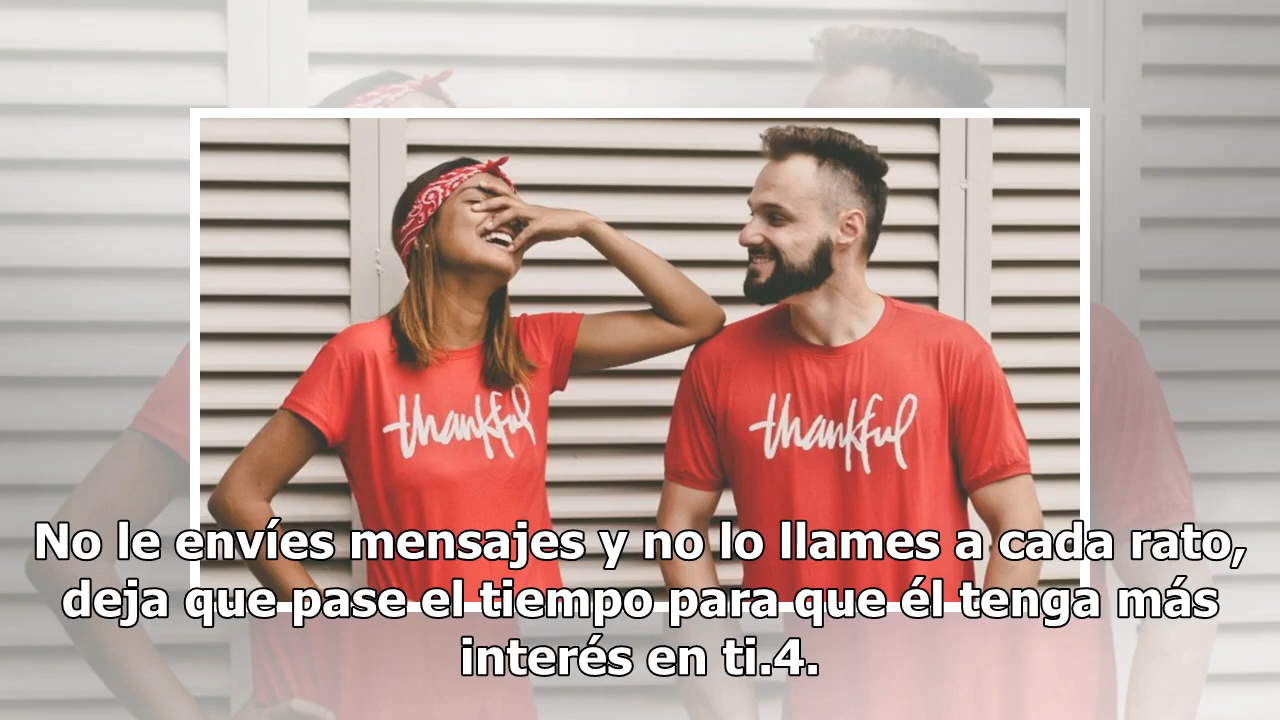 thankful
thankful
No le envíes mensajes y no lo llames a cada rato,
deja que pase el tiempo para que él tenga más
interés en ti.4.